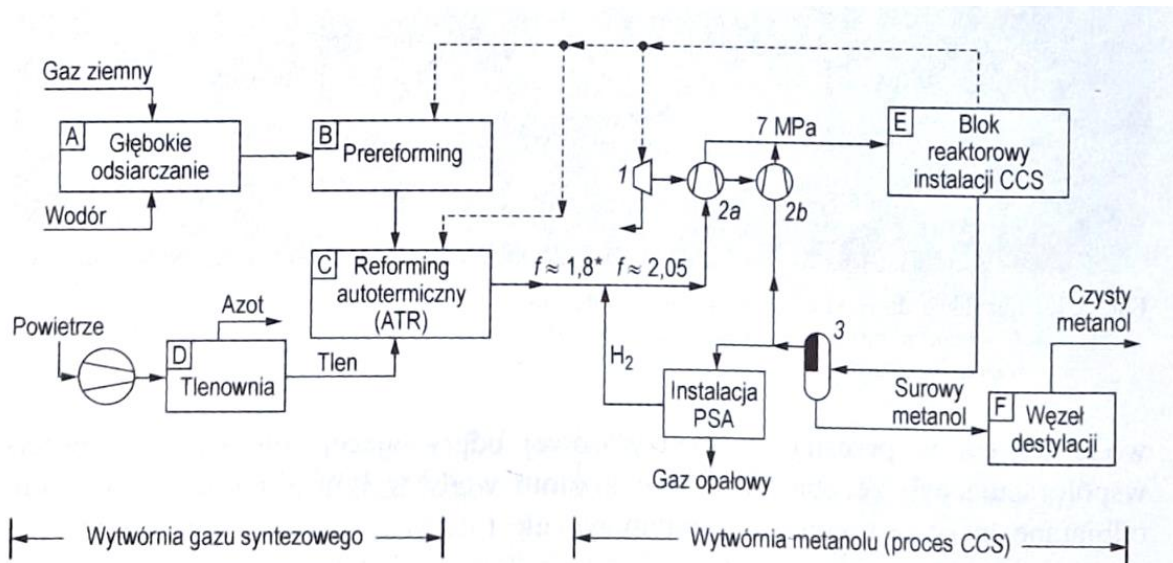 Gaz ziemny
A
Głębokie
odsiarczanie
Wodór
B
Prereforming
C
Reforming
autotermiczny
(ATR)
Powietrze
Azot
D
Tlenownia
Tlen
f ≈ 1,8* f ≈ 2,05
H₂
1
2a
2b
7 MPa
E
Blok
reaktorowy
instalacji CCS
3
Instalacja
PSA
Gaz opałowy
Surowy
metanol
Czysty
metanol
F
Węzeł
destylacji
Wytwórnia gazu syntezowego
Wytwórnia metanolu (proces CCS)